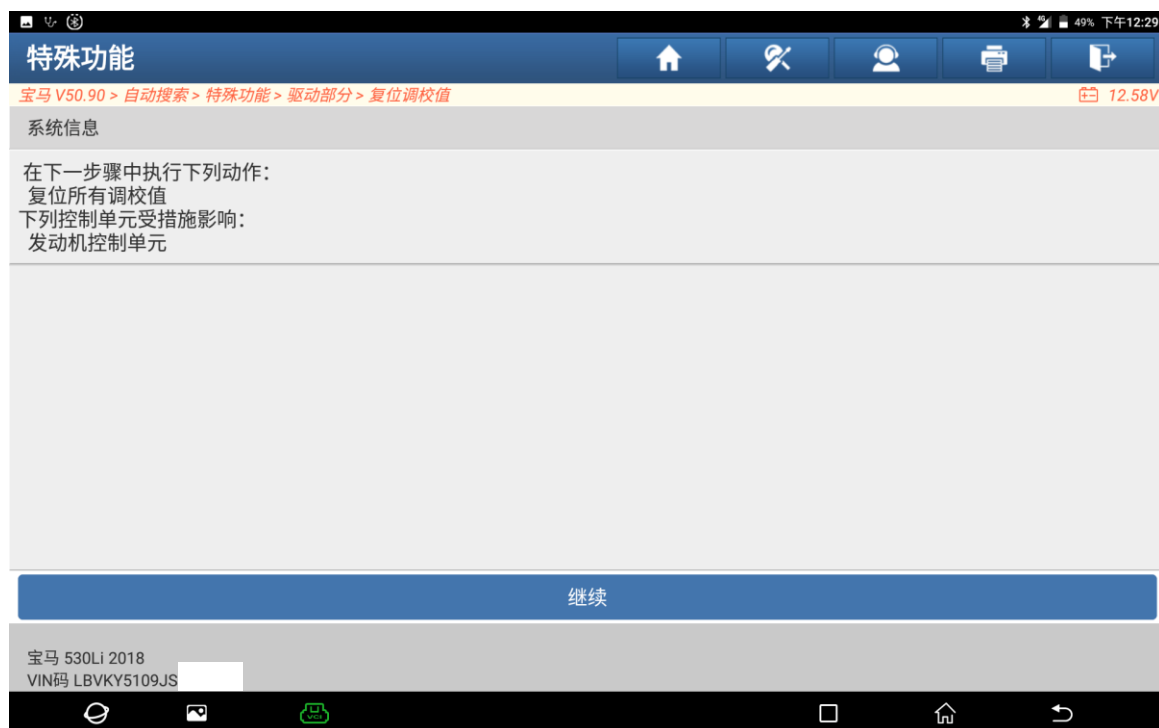 49% 下午12:29
特殊功能
宝马 V50.90 > 自动搜索 > 特殊功能 > 驱动部分 > 复位调校值
12.58V
系统信息
在下一步骤中执行下列动作：
复位所有调校值
下列控制单元受措施影响：
发动机控制单元
继续
宝马 530Li 2018
VIN码 LBVKY5109JS
VCI